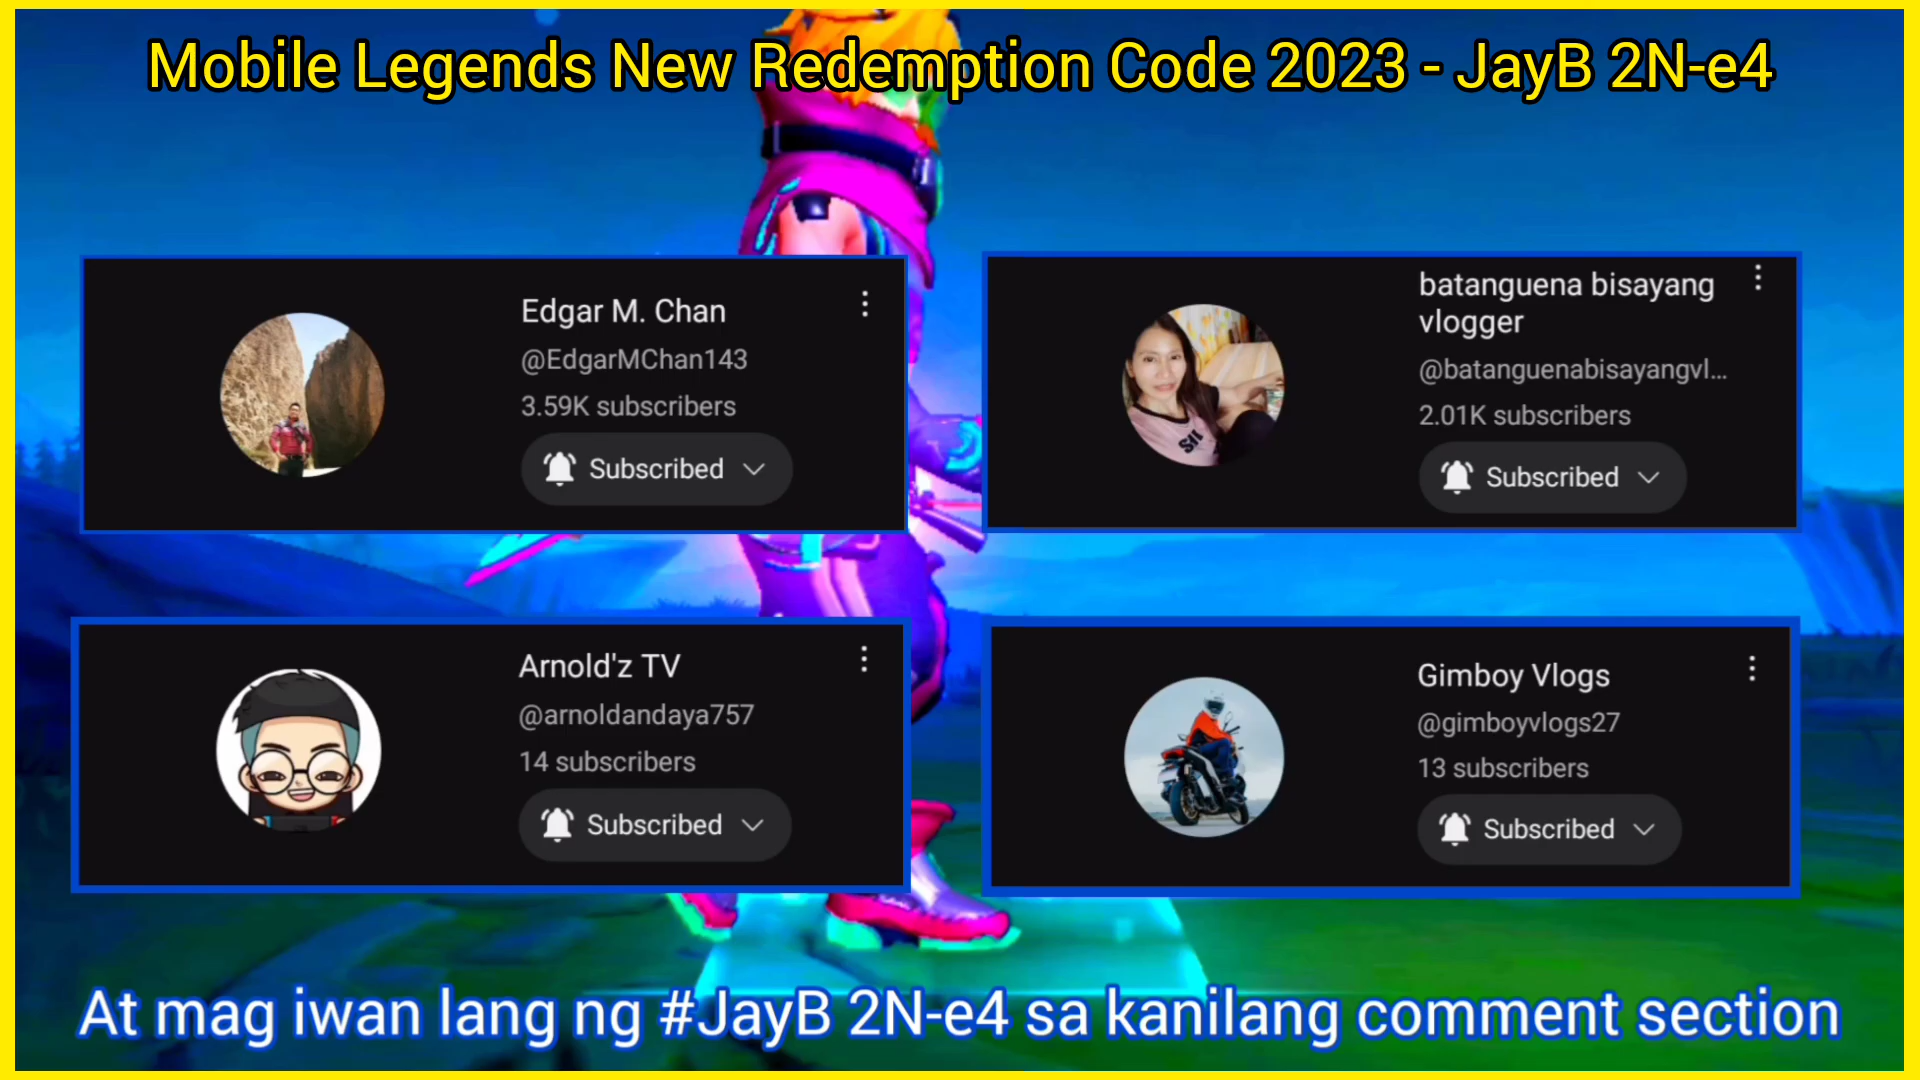 Mobile Legends New Redemption Code 2023 - JayB 2N-e4
Edgar M. Chan
@EdgarMChan143
3.59K subscribers
Subscribed
batanguena bisayang
vlogger
@batanguenabisayangvl...
2.01K subscribers
Subscribed
Arnold'z TV
@arnoldandaya757
14 subscribers
Subscribed
Gimboy Vlogs
@gimboyvlogs27
13 subscribers
Subscribed
At mag iwan lang ng #JayB 2N-e4 sa kanilang comment section